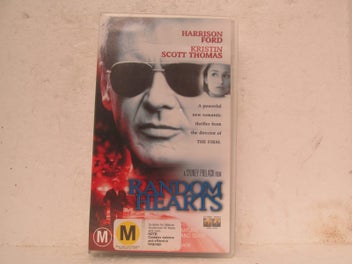 HARRISON
FORD
KRISTIN
SCOTT THOMAS
A powerful
new romantic
thriller from
the director of
THE FIRM.
A SYDNEY POLLACK FILM
RANDOM
HEARTS
M
M